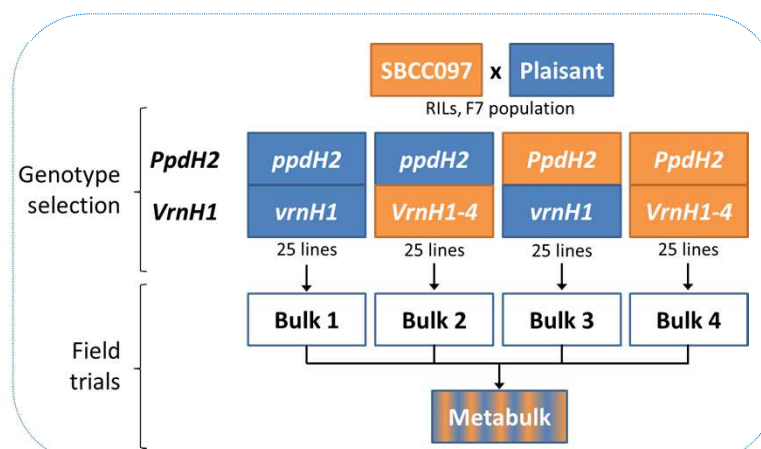 SBCC097 x Plaisant
RILs, F7 population
Genotype selection
PpdH2 ppdH2 ppdH2 PpdH2 PpdH2
VrnH1 vrnH1 VrnH1-4 vrnH1 VrnH1-4
25 lines 25 lines 25 lines 25 lines
Field trials
Bulk 1 Bulk 2 Bulk 3 Bulk 4
Metabulk